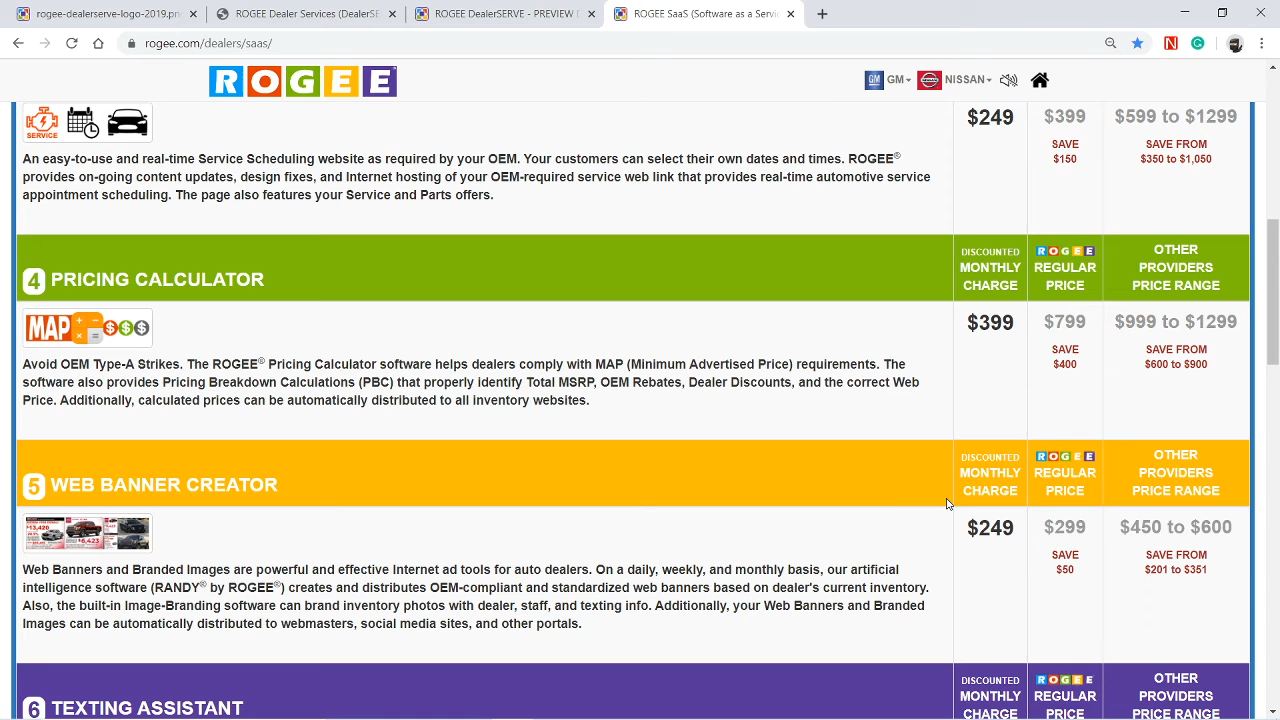 rogee-dealerserve-logo-2019.pn
ROGEE Dealer Services (DealerSE
ROGEE DealerSERVE - PREVIEW D
ROGEE SaaS (Software as a Servic
rogee.com/dealers/saas/
ROGEE
GM
NISSAN
SERVICE
$249
$399
$599 to $1299
SAVE
$150
SAVE FROM
$350 to $1,050
An easy-to-use and real-time Service Scheduling website as required by your OEM. Your customers can select their own dates and times. ROGEE®
provides on-going content updates, design fixes, and Internet hosting of your OEM-required service web link that provides real-time automotive service
appointment scheduling. The page also features your Service and Parts offers.
4 PRICING CALCULATOR
DISCOUNTED
MONTHLY
CHARGE
ROGEE
REGULAR
PRICE
OTHER
PROVIDERS
PRICE RANGE
MAP
$399
$799
$999 to $1299
SAVE
$400
SAVE FROM
$600 to $900
Avoid OEM Type-A Strikes. The ROGEE® Pricing Calculator software helps dealers comply with MAP (Minimum Advertised Price) requirements. The
software also provides Pricing Breakdown Calculations (PBC) that properly identify Total MSRP, OEM Rebates, Dealer Discounts, and the correct Web
Price. Additionally, calculated prices can be automatically distributed to all inventory websites.
5 WEB BANNER CREATOR
DISCOUNTED
MONTHLY
CHARGE
ROGEE
REGULAR
PRICE
OTHER
PROVIDERS
PRICE RANGE
$13,420
$6,423
$249
$299
$450 to $600
SAVE
$50
SAVE FROM
$201 to $351
Web Banners and Branded Images are powerful and effective Internet ad tools for auto dealers. On a daily, weekly, and monthly basis, our artificial
intelligence software (RANDY® by ROGEE®) creates and distributes OEM-compliant and standardized web banners based on dealer's current inventory.
Also, the built-in Image-Branding software can brand inventory photos with dealer, staff, and texting info. Additionally, your Web Banners and Branded
Images can be automatically distributed to webmasters, social media sites, and other portals.
6 TEXTING ASSISTANT
DISCOUNTED
MONTHLY
CHARGE
ROGEE
REGULAR
PRICE
OTHER
PROVIDERS
PRICE RANGE